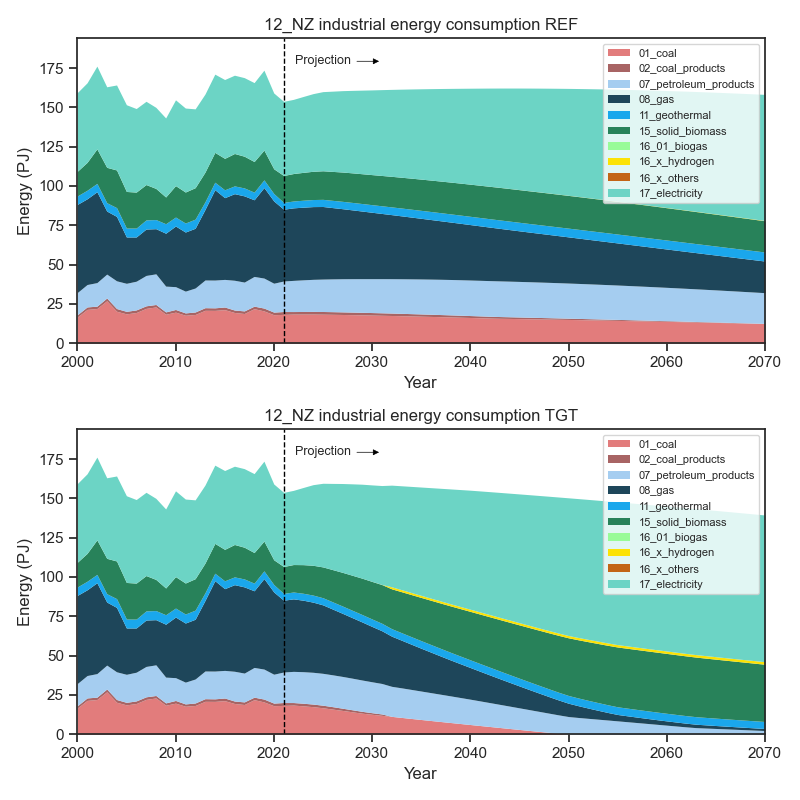 12_NZ industrial energy consumption REF
Energy (PJ)
175
150
125
100
75
50
25
0
Projection
01_coal
02_coal_products
07_petroleum_products
08_gas
11_geothermal
15_solid_biomass
16_01_biogas
16_x_hydrogen
16_x_others
17_electricity
2000 2010 2020 2030 2040 2050 2060 2070
Year
12_NZ industrial energy consumption TGT
Energy (PJ)
175
150
125
100
75
50
25
0
Projection
01_coal
02_coal_products
07_petroleum_products
08_gas
11_geothermal
15_solid_biomass
16_01_biogas
16_x_hydrogen
16_x_others
17_electricity
2000 2010 2020 2030 2040 2050 2060 2070
Year